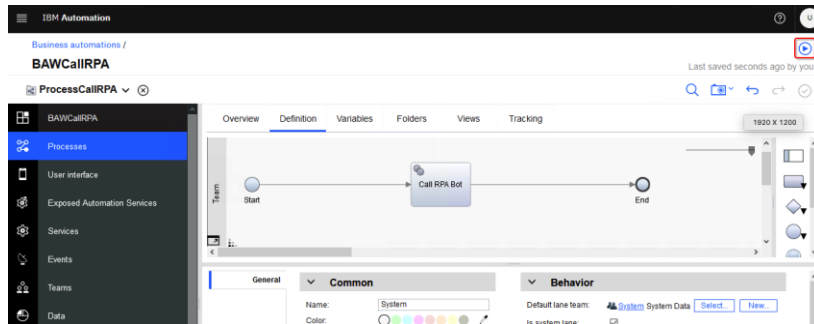 IBM Automation
U
Business automations /
BAWCallRPA
Last saved seconds ago by you
ProcessCallRPA
BAWCallRPA
Processes
User interface
Exposed Automation Services
Services
Events
Teams
Data
Overview Definition Variables Folders Views Tracking
1920 X 1200
Team
Start
Call RPA Bot
End
General
Common
Name: System
Color:
Behavior
Default lane team: System System Data Select... New...
Is system lane: